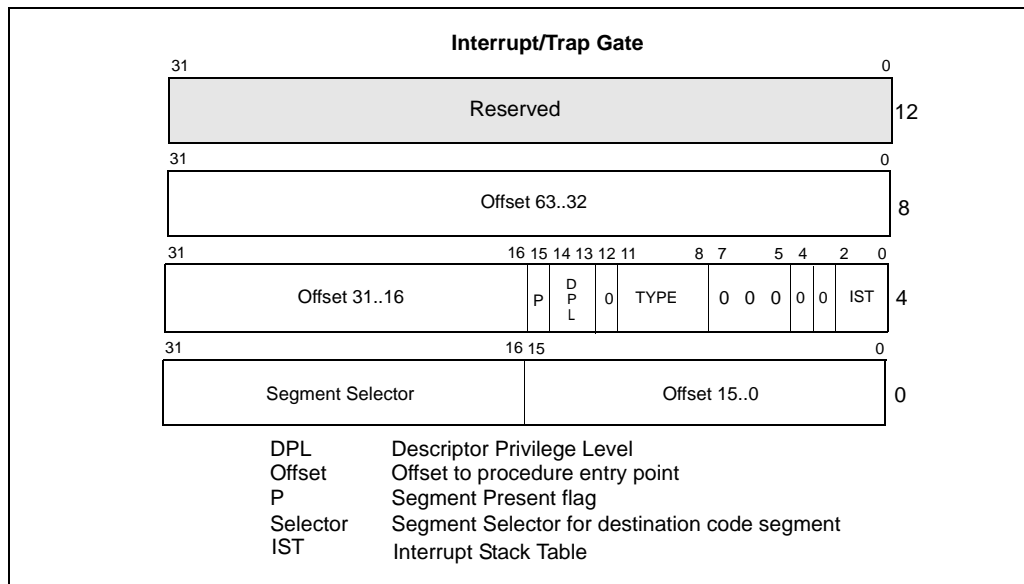 Interrupt/Trap Gate
31 0
Reserved 12
31 0
Offset 63..32 8
31 16 15 14 13 12 11 8 7 5 4 2 0
Offset 31..16 P DPL 0 TYPE 0 0 0 0 0 IST 4
31 16 15 0
Segment Selector Offset 15..0 0
DPL Descriptor Privilege Level
Offset Offset to procedure entry point
P Segment Present flag
Selector Segment Selector for destination code segment
IST Interrupt Stack Table